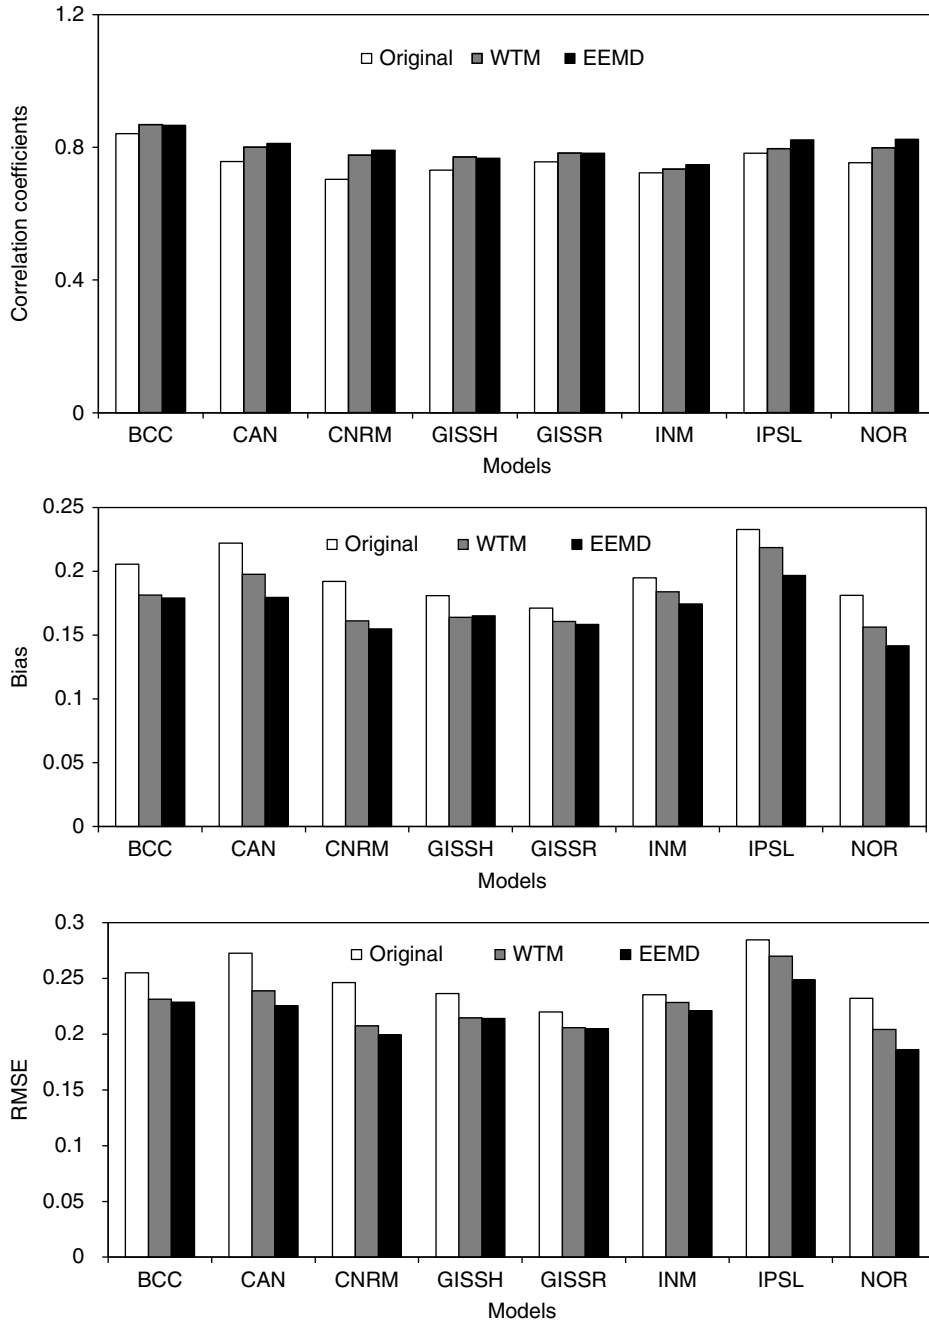 1.2
Original WTM EEMD
0.8
0.4
0
Correlation coefficients
BCC CAN CNRM GISSH GISSR INM IPSL NOR
Models
0.25
Original WTM EEMD
0.2
0.15
0.1
0.05
0
Bias
BCC CAN CNRM GISSH GISSR INM IPSL NOR
Models
0.3
Original WTM EEMD
0.25
0.2
0.15
0.1
0.05
0
RMSE
BCC CAN CNRM GISSH GISSR INM IPSL NOR
Models